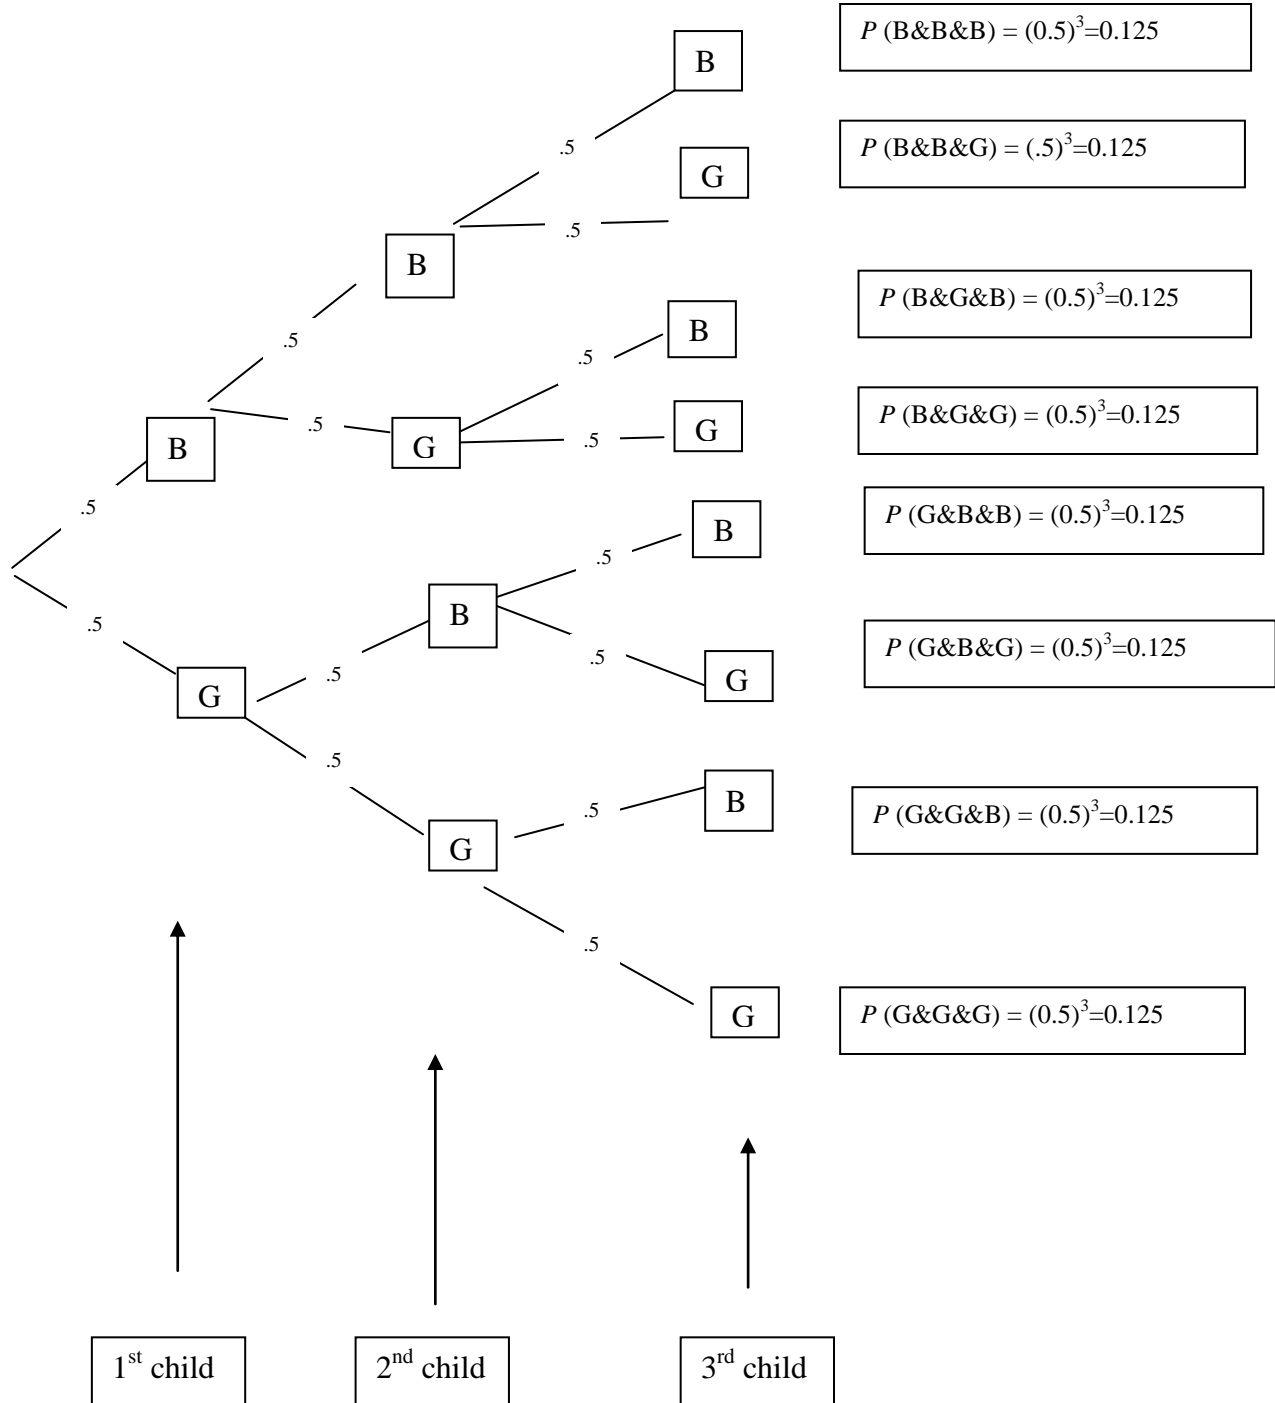 P (B&B&B) = (0.5)³=0.125
B
.5
P (B&B&G) = (.5)³=0.125
G
.5
B
P (B&G&B) = (0.5)³=0.125
B
.5
.5
P (B&G&G) = (0.5)³=0.125
.5
G
G
.5
B
P (G&B&B) = (0.5)³=0.125
.5
B
.5
B
.5
P (G&B&G) = (0.5)³=0.125
.5
.5
G
G
.5
B
P (G&G&B) = (0.5)³=0.125
.5
G
.5
G
P (G&G&G) = (0.5)³=0.125
1st child
2nd child
3rd child